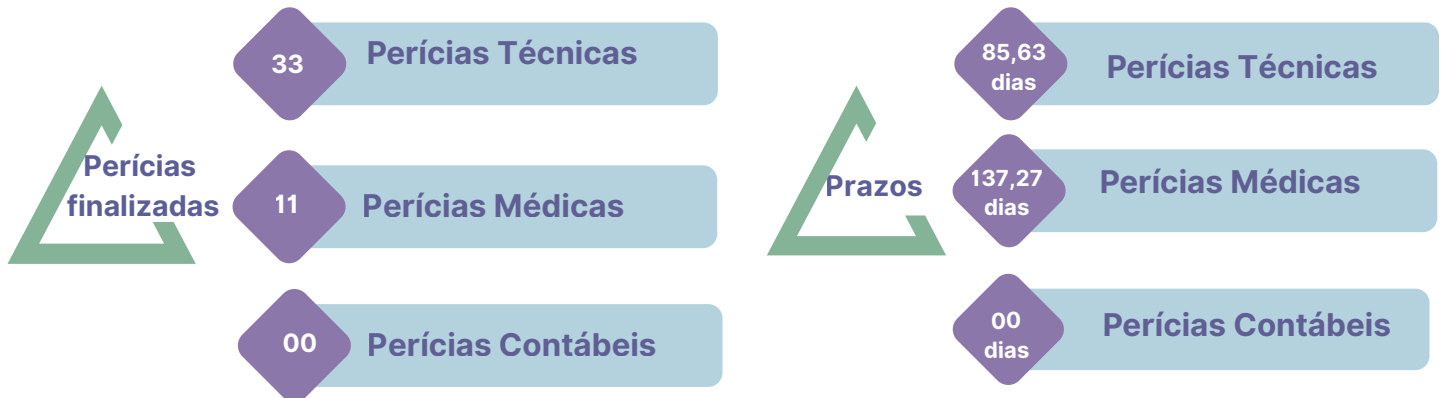 Perícias
finalizadas
33
Perícias Técnicas
11
Perícias Médicas
00
Perícias Contábeis
Prazos
85,63
dias
Perícias Técnicas
137,27
dias
Perícias Médicas
00
dias
Perícias Contábeis